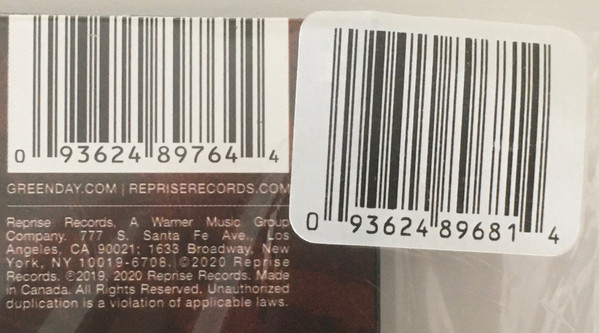 0 93624 89764 4
0 93624 89681 4
GREENDAY.COM | REPRISERECORDS.COM
Reprise Records, A Warner Music Group
Company. 777 S. Santa Fe Ave., Los
Angeles, CA 90021; 1633 Broadway, New
York, NY 10019-6708. ©2020 Reprise
Records. ℗2019, 2020 Reprise Records. Made
in Canada. All Rights Reserved. Unauthorized
duplication is a violation of applicable laws.